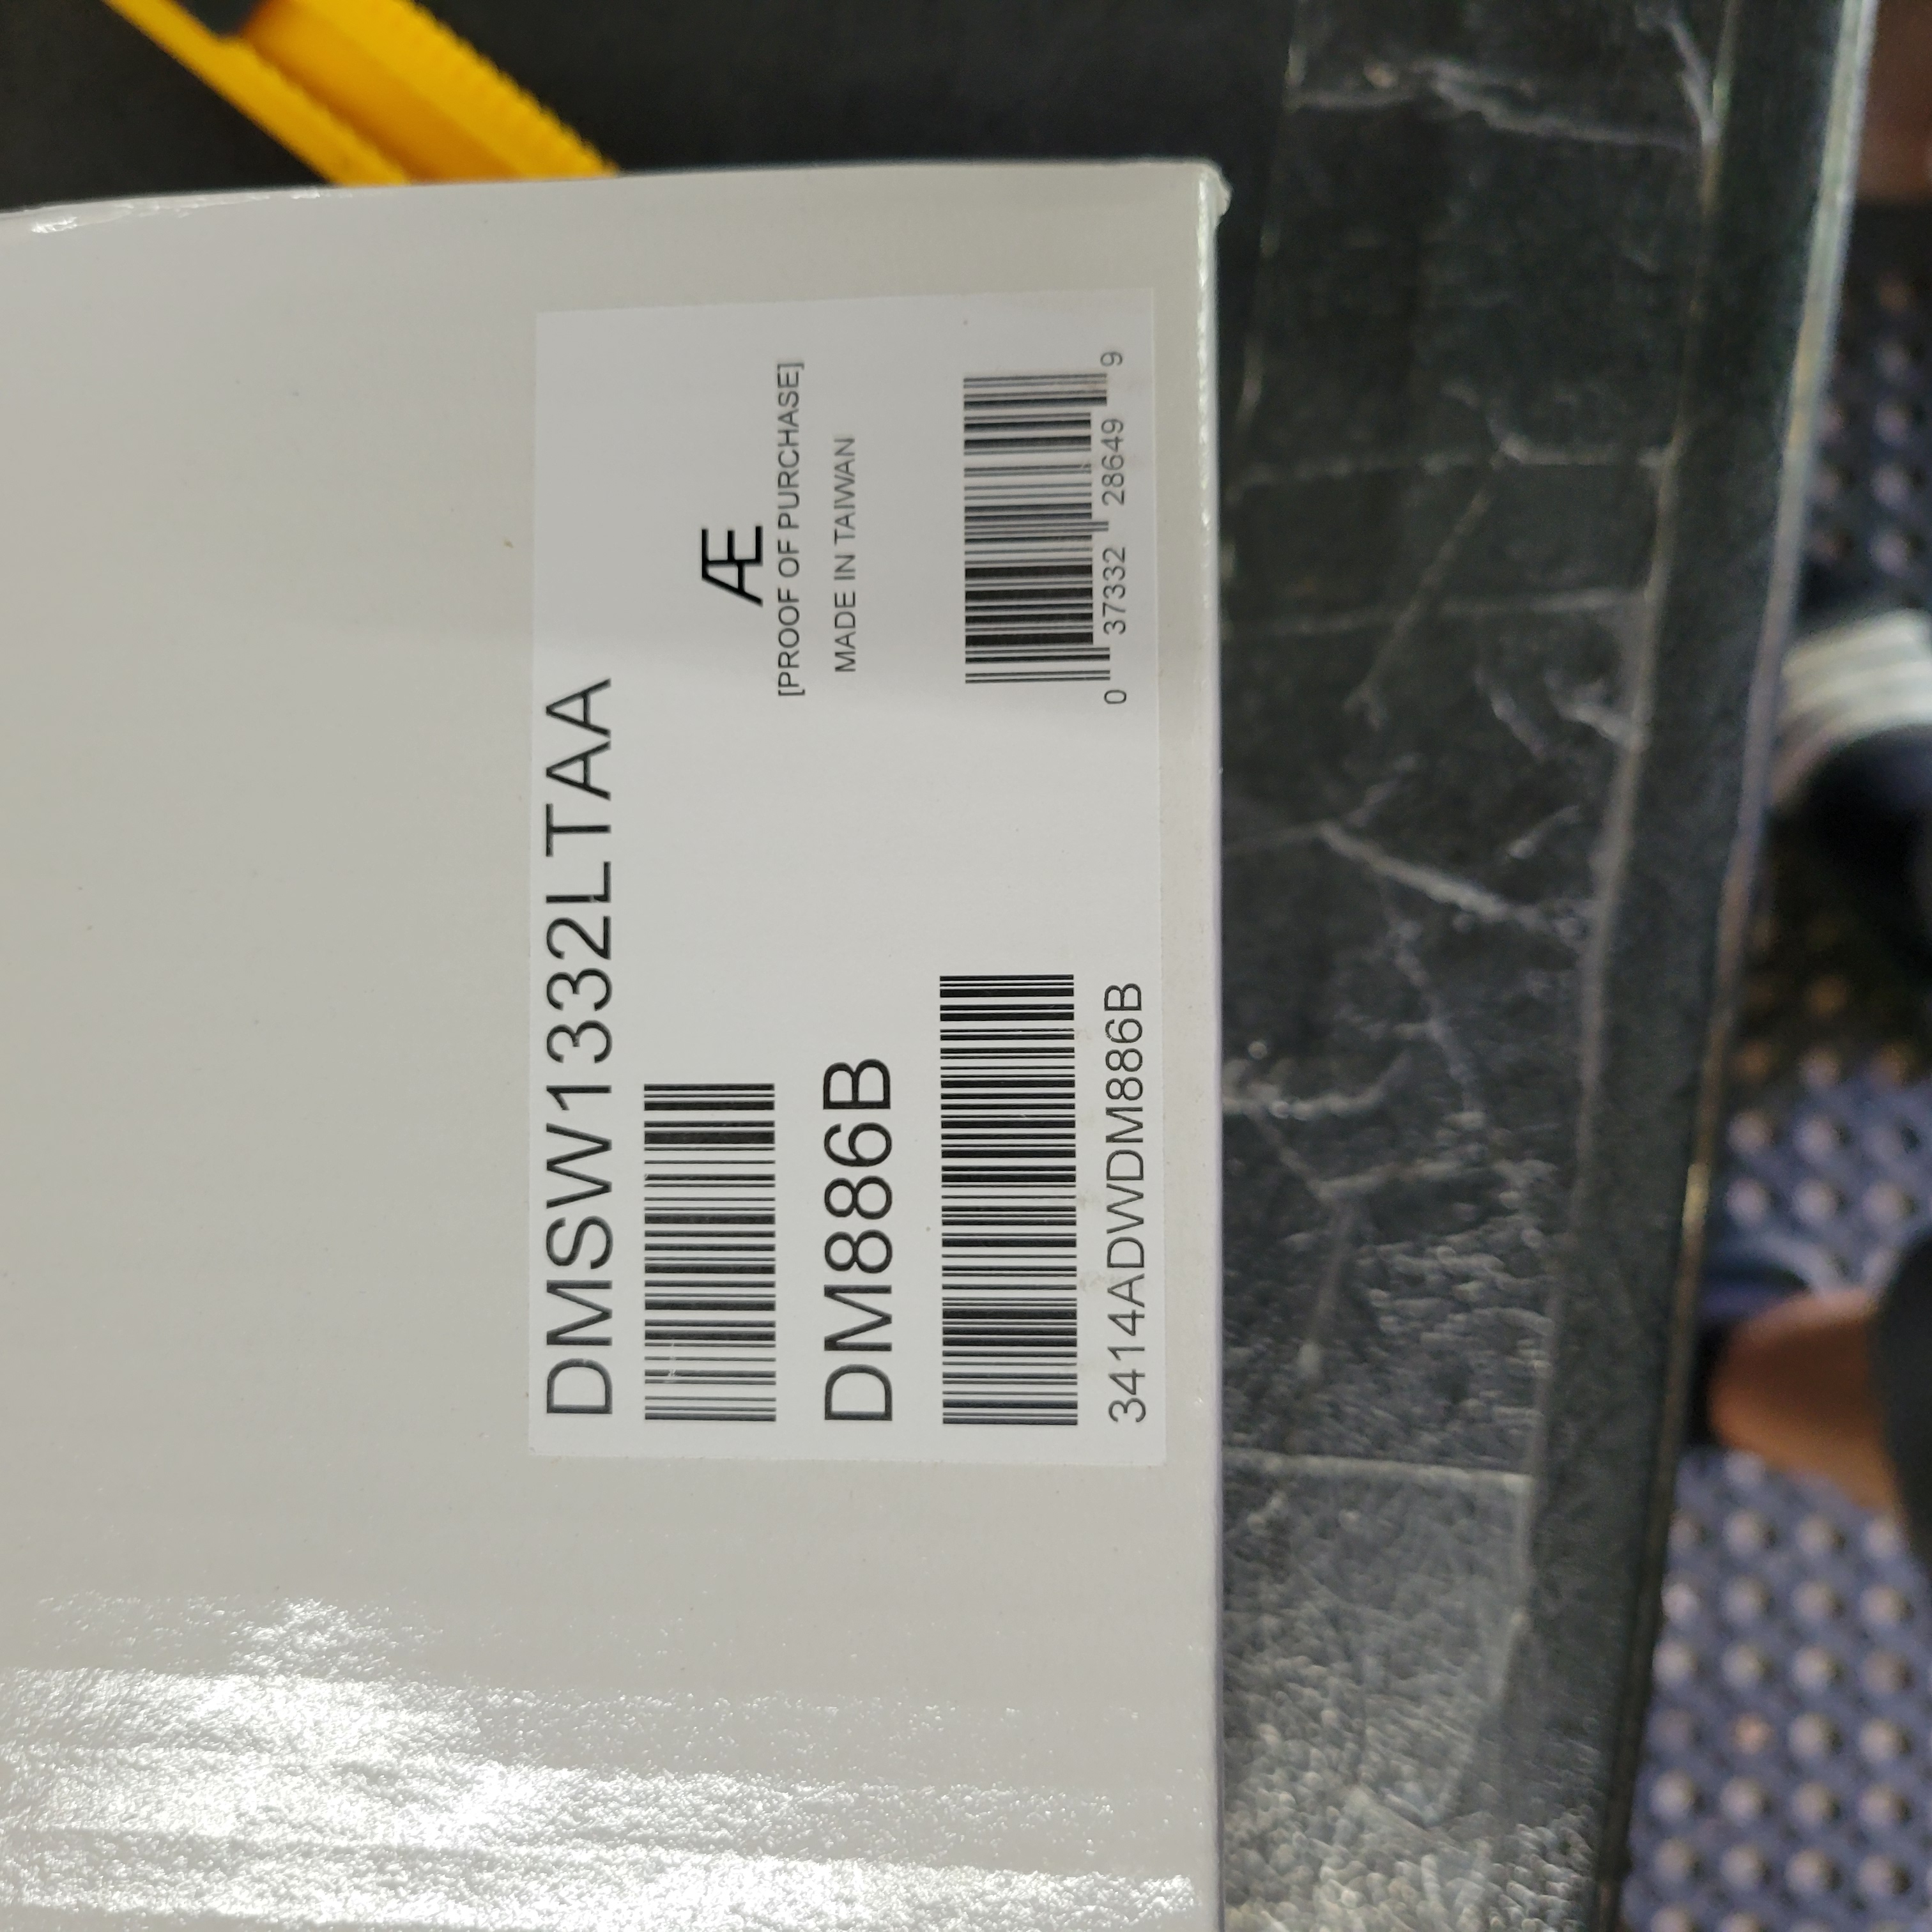 DMSW1332LTAA
Æ
[PROOF OF PURCHASE]
MADE IN TAIWAN
DM886B
3414ADWDM886B
0 37332 28649 9